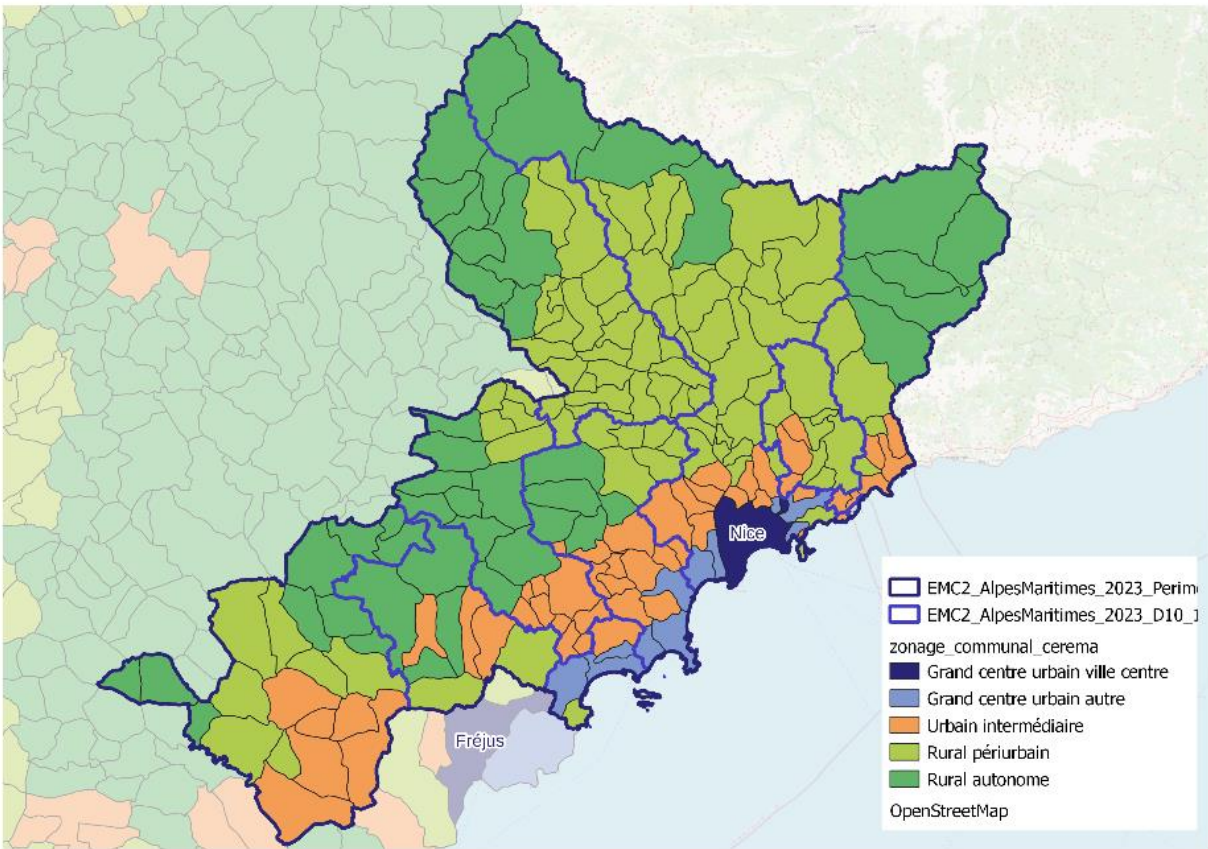 Nice
Fréjus
EMC2_AlpesMaritimes_2023_Perim
EMC2_AlpesMaritimes_2023_D10_1
zonage_communal_cerema
Grand centre urbain ville centre
Grand centre urbain autre
Urbain intermédiaire
Rural périurbain
Rural autonome
OpenStreetMap